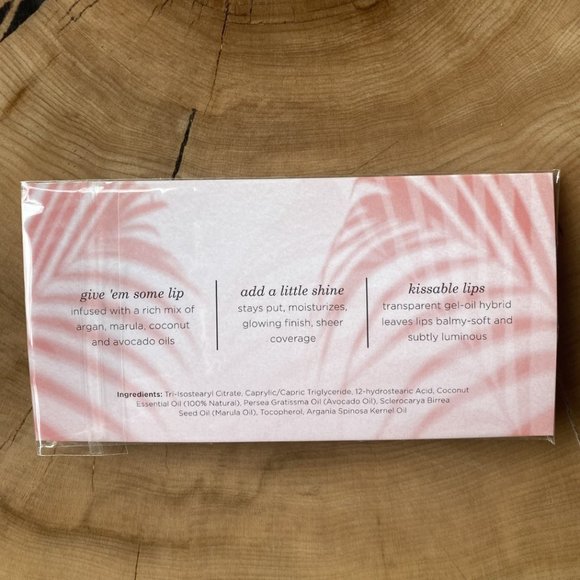 give 'em some lip
infused with a rich mix of
argan, marula, coconut
and avocado oils
add a little shine
stays put, moisturizes,
glowing finish, sheer
coverage
kissable lips
transparent gel-oil hybrid
leaves lips balmy-soft and
subtly luminous
Ingredients: Tri-Isostearyl Citrate, Caprylic/Capric Triglyceride, 12-hydrostearic Acid, Coconut
Essential Oil (100% Natural), Persea Gratissma Oil (Avocado Oil), Sclerocarya Birrea
Seed Oil (Marula Oil), Tocopherol, Argania Spinosa Kernel Oil